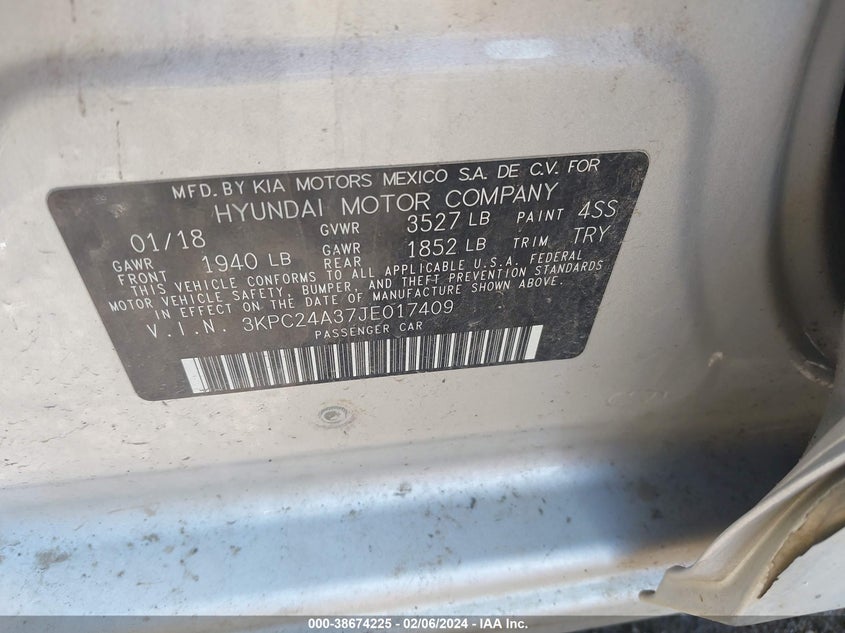 MFD. BY KIA MOTORS MEXICO S.A. DE C.V. FOR
HYUNDAI MOTOR COMPANY
01/18 GVWR 3527 LB PAINT 4SS
GAWR FRONT 1940 LB GAWR REAR 1852 LB TRIM TRY
THIS VEHICLE CONFORMS TO ALL APPLICABLE U.S.A. FEDERAL
MOTOR VEHICLE SAFETY, BUMPER, AND THEFT PREVENTION STANDARDS
IN EFFECT ON THE DATE OF MANUFACTURE SHOWN ABOVE.
V.I.N. 3KPC24A37JE017409
PASSENGER CAR
000-38674225 - 02/06/2024 - IAA Inc.